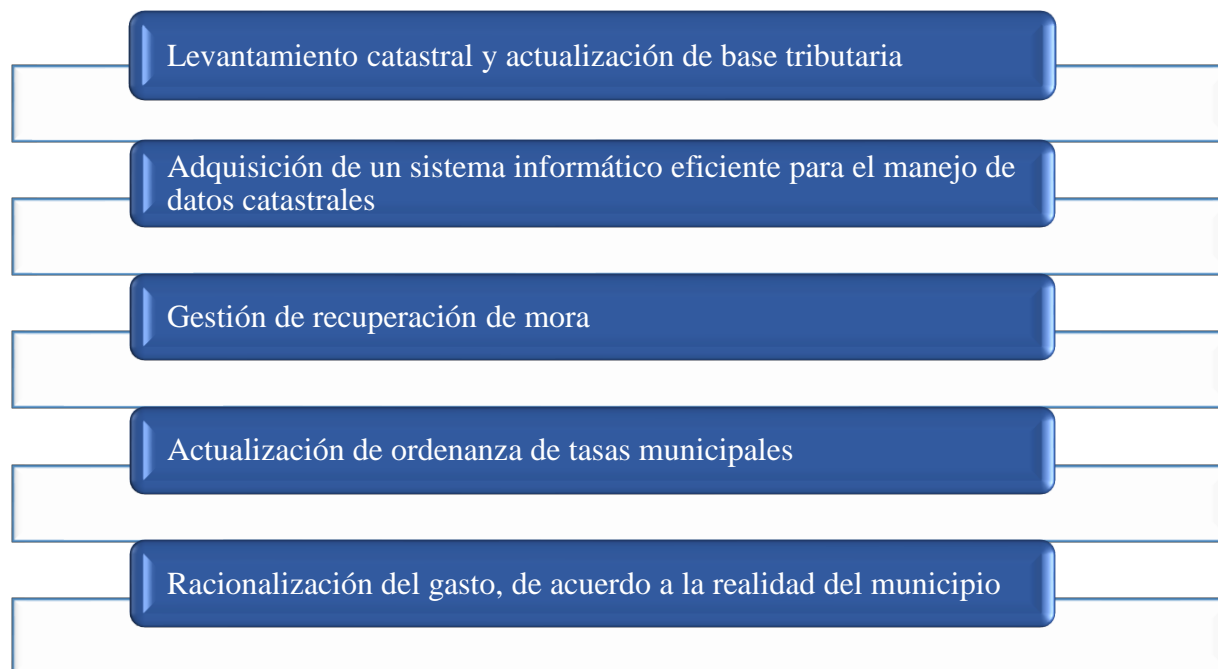 Levantamiento catastral y actualización de base tributaria
Adquisición de un sistema informático eficiente para el manejo de
datos catastrales
Gestión de recuperación de mora
Actualización de ordenanza de tasas municipales
Racionalización del gasto, de acuerdo a la realidad del municipio